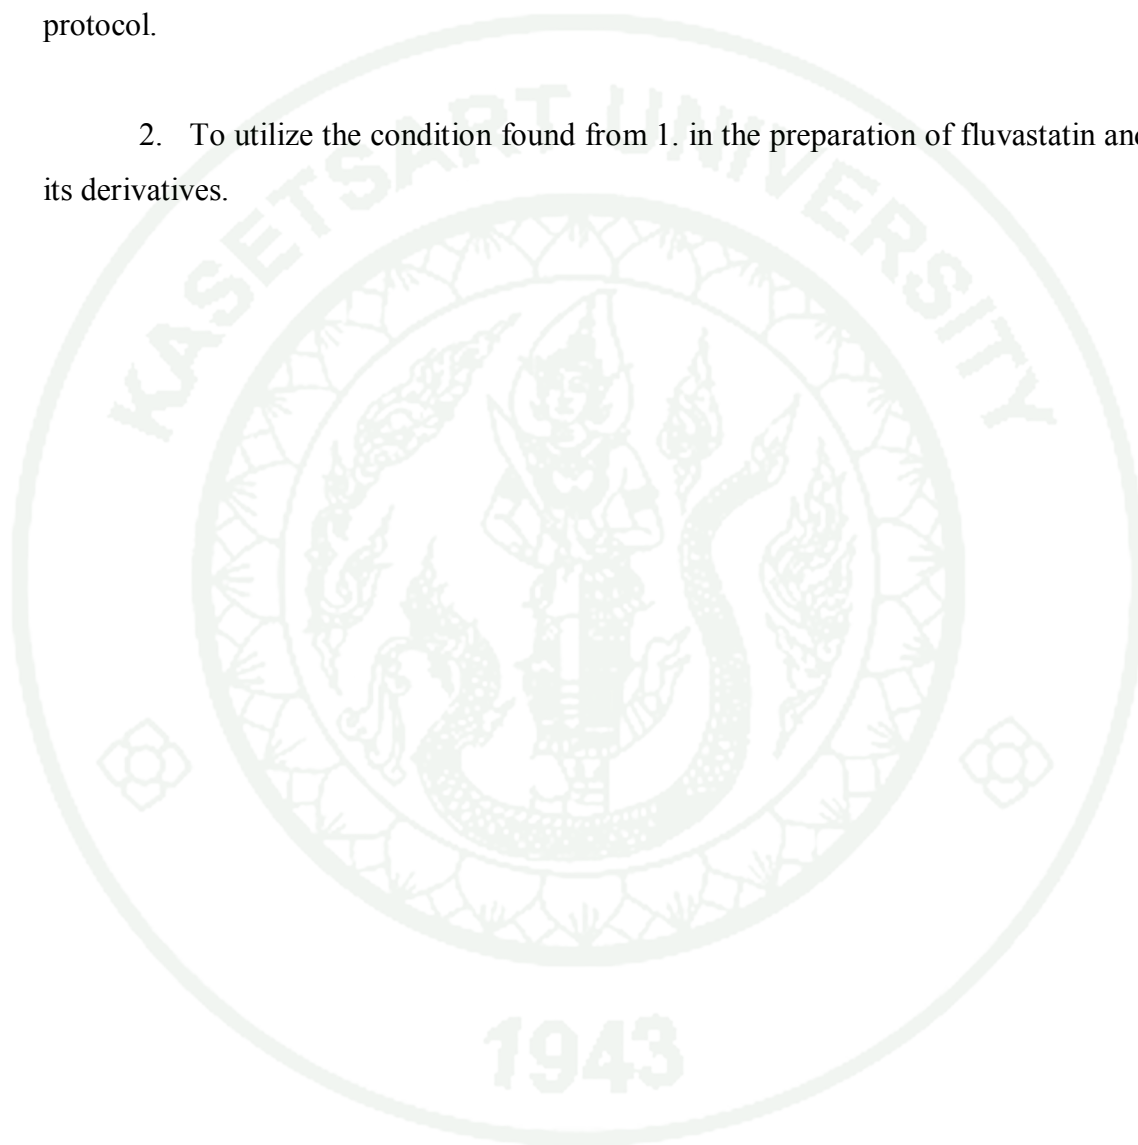 protocol.
2. To utilize the condition found from 1. in the preparation of fluvastatin and
its derivatives.
KASETSART UNIVERSITY
1943